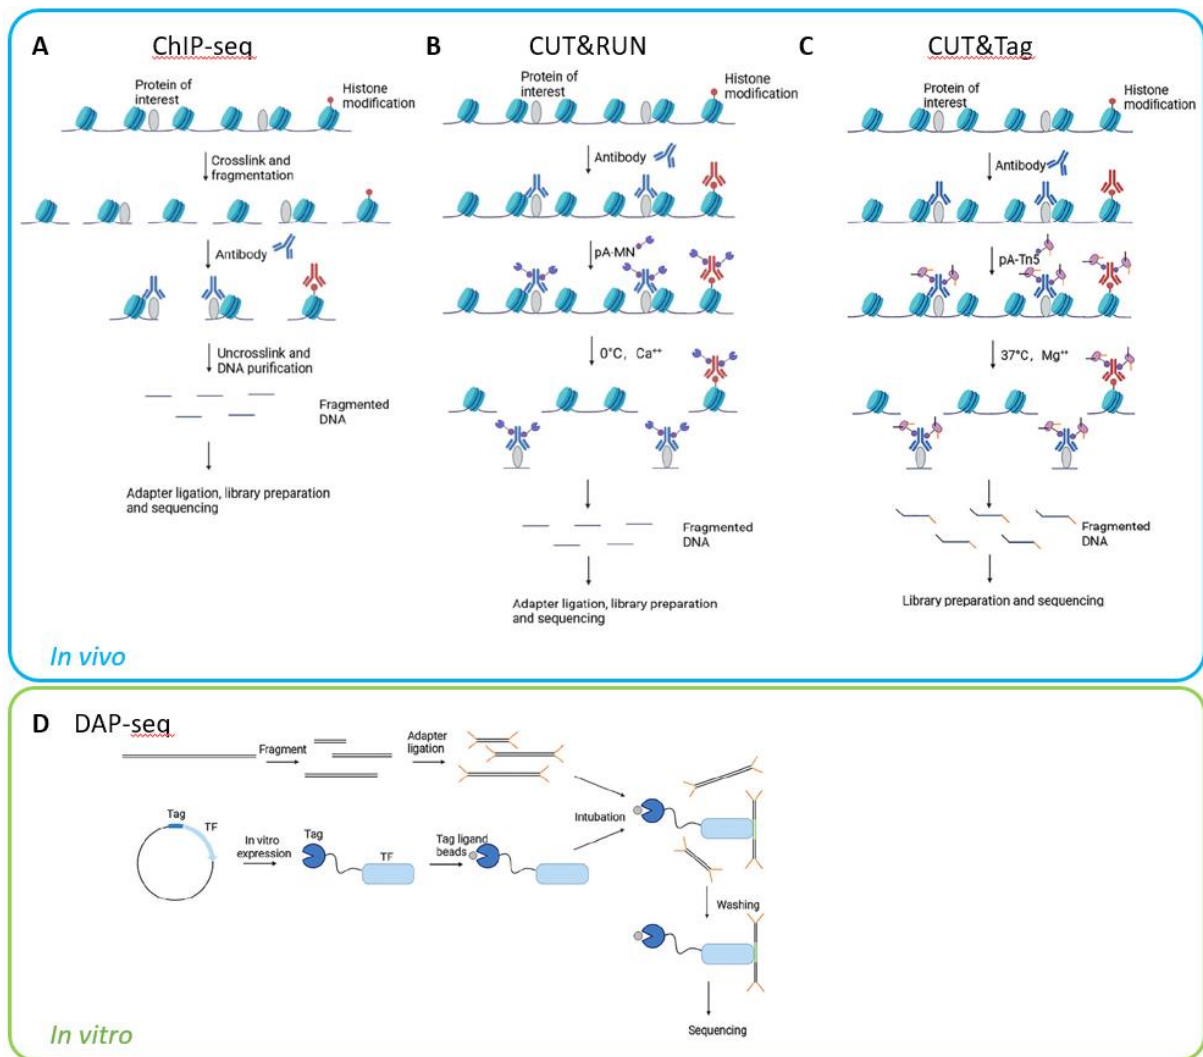 A ChIP-seq
Protein of
interest
Histone
modification
Crosslink and
fragmentation
Antibody
Uncrosslink and
DNA purification
Fragmented
DNA
Adapter ligation, library preparation
and sequencing
B CUT&RUN
Protein of
interest
Histone
modification
Antibody
pA-MN
0°C, Ca⁺⁺
Fragmented
DNA
Adapter ligation, library preparation
and sequencing
C CUT&Tag
Protein of
interest
Histone
modification
Antibody
pA-Tn5
37°C, Mg⁺⁺
Fragmented
DNA
Library preparation and sequencing
In vivo
D DAP-seq
Fragment
Adapter
ligation
Tag
TF
In vitro
expression
Tag
TF
Tag ligand
beads
Intubation
Washing
Sequencing
In vitro